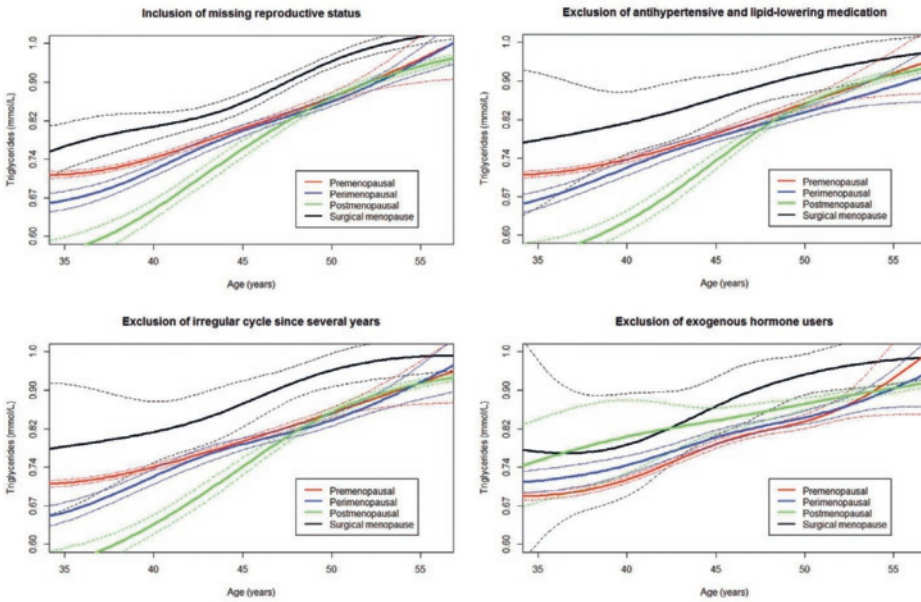 Inclusion of missing reproductive status
Triglycerides (mmol/L)
1.0
0.90
0.82
0.74
0.67
0.60
Premenopausal
Perimenopausal
Postmenopausal
Surgical menopause
35 40 45 50 55
Age (years)
Exclusion of antihypertensive and lipid-lowering medication
Triglycerides (mmol/L)
1.0
0.90
0.82
0.74
0.67
0.60
Premenopausal
Perimenopausal
Postmenopausal
Surgical menopause
35 40 45 50 55
Age (years)
Exclusion of irregular cycle since several years
Triglycerides (mmol/L)
1.0
0.90
0.82
0.74
0.67
0.60
Premenopausal
Perimenopausal
Postmenopausal
Surgical menopause
35 40 45 50 55
Age (years)
Exclusion of exogenous hormone users
Triglycerides (mmol/L)
1.0
0.90
0.82
0.74
0.67
0.60
Premenopausal
Perimenopausal
Postmenopausal
Surgical menopause
35 40 45 50 55
Age (years)